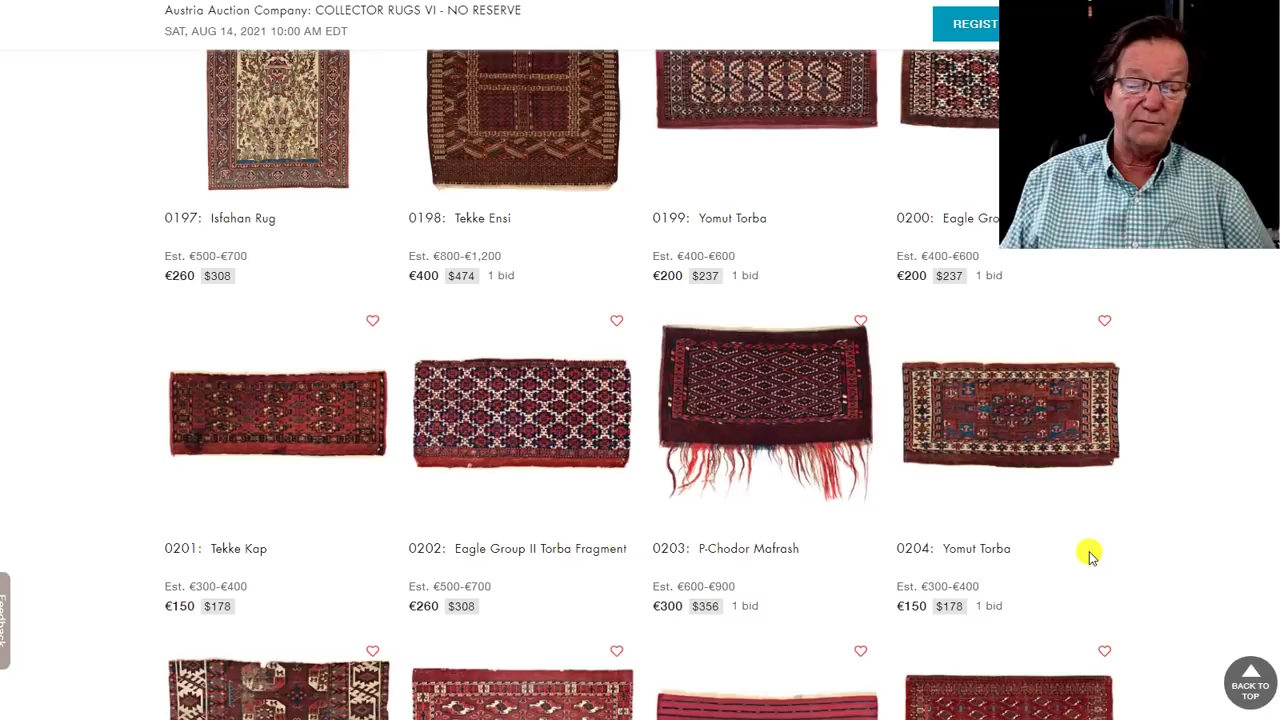 Austria Auction Company: COLLECTOR RUGS VI - NO RESERVE
SAT, AUG 14, 2021 10:00 AM EDT
0197: Isfahan Rug
Est. €500-€700
€260 $308
0198: Tekke Ensi
Est. €800-€1,200
€400 $474 1 bid
0199: Yomut Torba
Est. €400-€600
€200 $237 1 bid
0200: Eagle
Est. €400-€600
€200 $237 1 bid
0201: Tekke Kap
Est. €300-€400
€150 $178
0202: Eagle Group II Torba Fragment
Est. €500-€700
€260 $308
0203: P-Chodor Mafrash
Est. €600-€900
€300 $356 1 bid
0204: Yomut Torba
Est. €300-€400
€150 $178 1 bid
Feedback
BACK TO
TOP